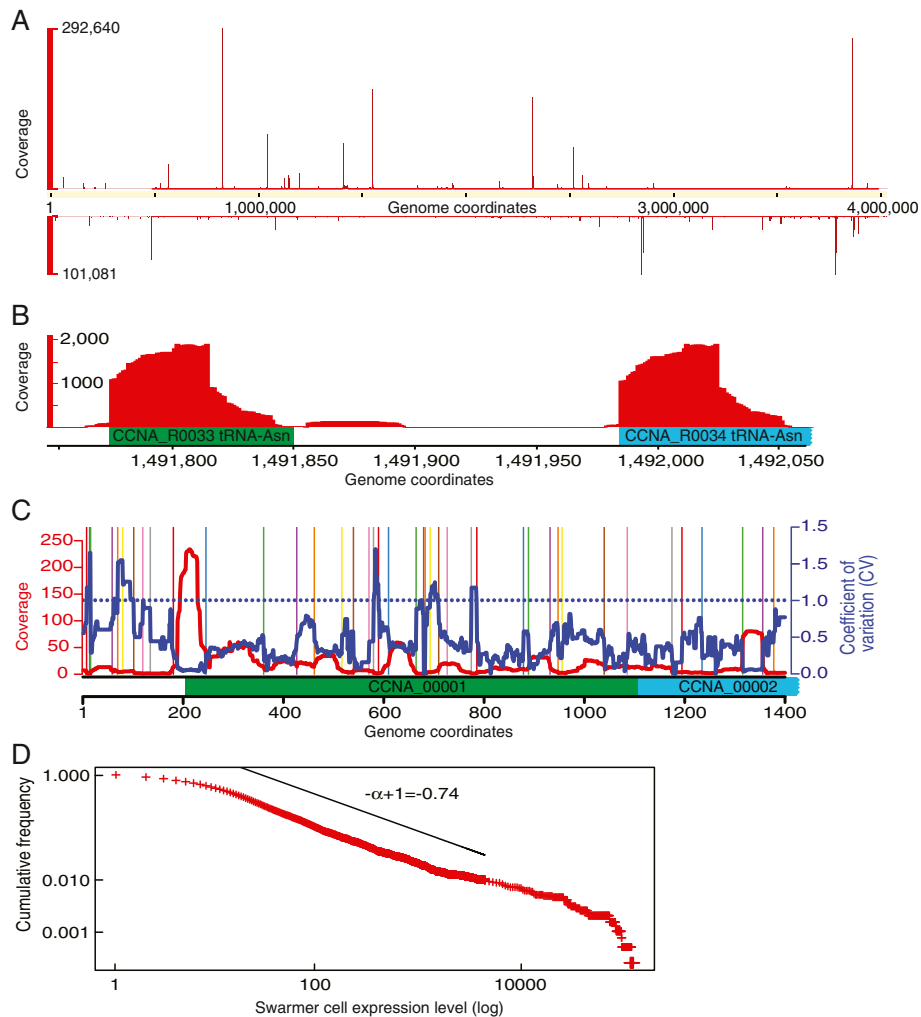 A
292,640
Coverage
1 1,000,000 Genome coordinates 3,000,000 4,000,000
101,081
B
2,000
1000
Coverage
CCNA_R0033 tRNA-Asn CCNA_R0034 tRNA-Asn
1,491,800 1,491,850 1,491,900 1,491,950 1,492,000 1,492,050
Genome coordinates
C
250
200
150
100
50
0
Coverage
1.5
1.5
1.0
0.5
0.0
Coefficient of
variation (CV)
CCNA_00001 CCNA_00002
1 200 400 600 800 1000 1200 1400
Genome coordinates
D
1.000
0.010
0.001
Cumulative frequency
-α+1=-0.74
1 100 10000
Swarmer cell expression level (log)